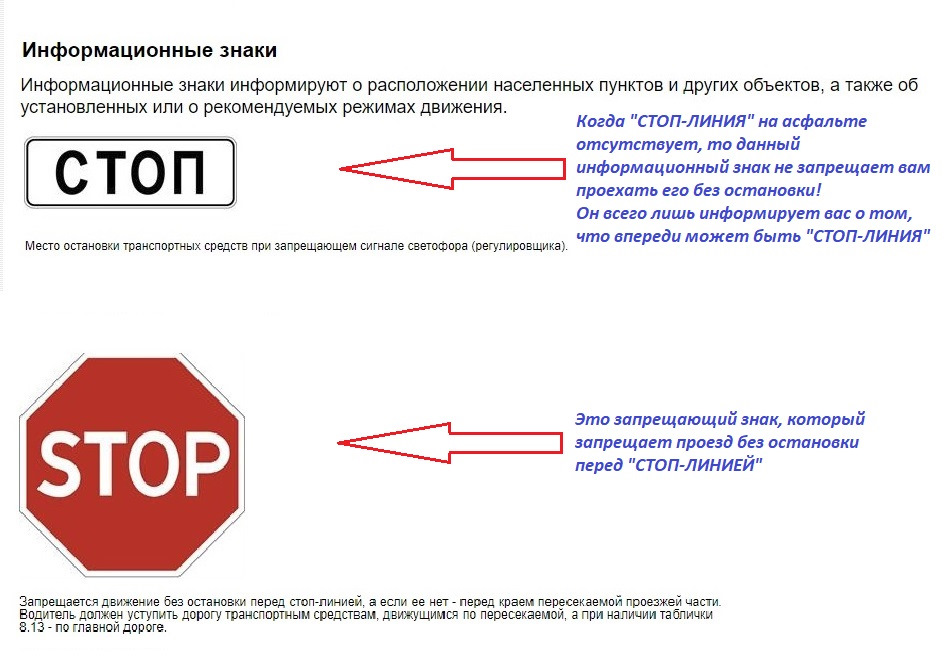 Информационные знаки
Информационные знаки информируют о расположении населенных пунктов и других объектов, а также об
установленных или о рекомендуемых режимах движения.
СТОП
Когда "СТОП-ЛИНИЯ" на асфальте
отсутствует, то данный
информационный знак не запрещает вам
проехать его без остановки!
Он всего лишь информирует вас о том,
что впереди может быть "СТОП-ЛИНИЯ"
Место остановки транспортных средств при запрещающем сигнале светофора (регулировщика).
STOP
Это запрещающий знак, который
запрещает проезд без остановки
перед "СТОП-ЛИНИЕЙ"
Запрещается движение без остановки перед стоп-линией, а если ее нет - перед краем пересекаемой проезжей части.
Водитель должен уступить дорогу транспортным средствам, движущимся по пересекаемой, а при наличии таблички
8.13 - по главной дороге.